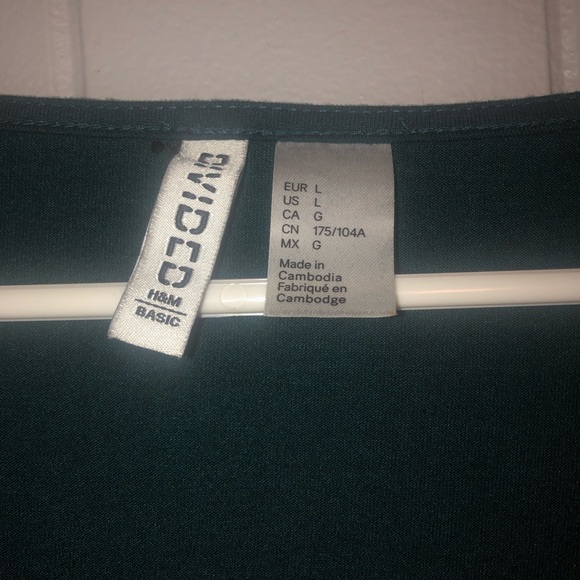 DIVIDED
H&M
BASIC
EUR L
US L
CA G
CN 175/104A
MX G
Made in
Cambodia
Fabriqué en
Cambodge